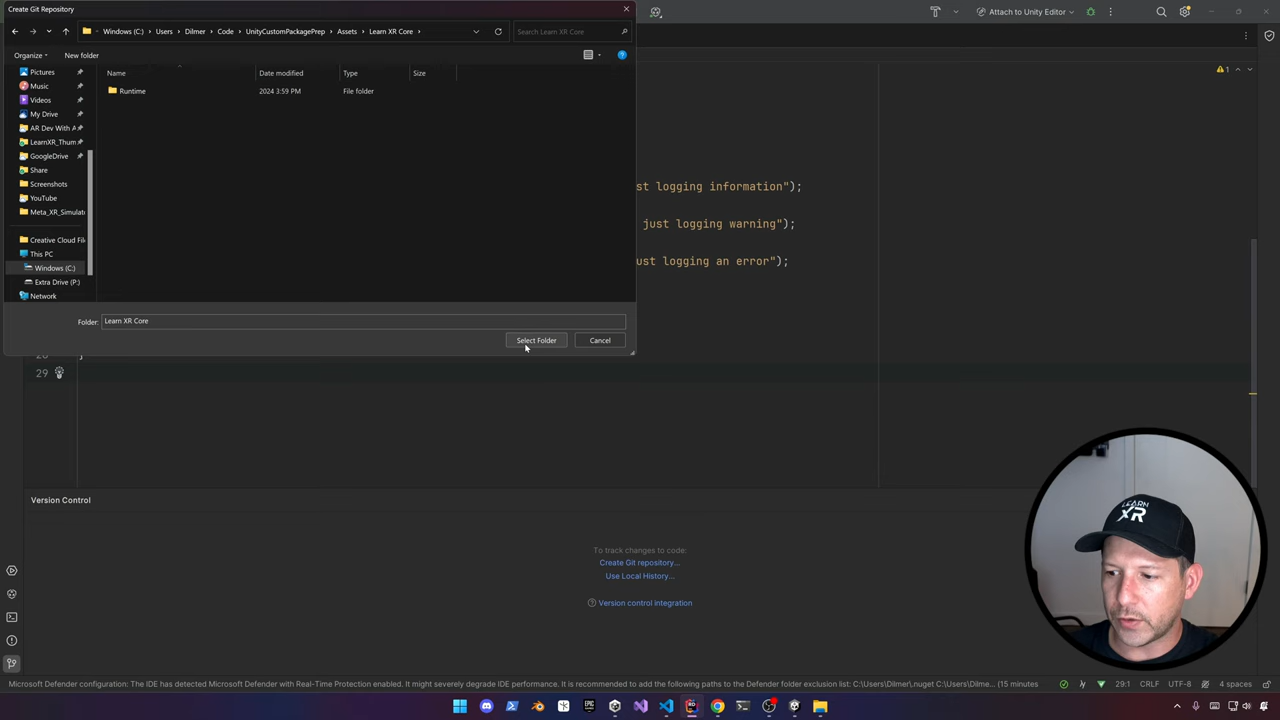 Create Git Repository
Attach to Unity Editor
Windows (C:) › Users › Dilmer › Code › UnityCustomPackagePrep › Assets › Learn XR Core ›
Search Learn XR Core
Organize
New folder
Name
Date modified
Type
Size
Pictures
Music
Videos
My Drive
AR Dev With A
LearnXR_Thum
GoogleDrive
Share
Screenshots
YouTube
Meta_XR_Simulat
Creative Cloud Fil
This PC
Windows (C:)
Extra Drive (P:)
Network
Runtime
2024 3:59 PM
File folder
1
st logging information");
just logging warning");
ust logging an error");
Folder:
Learn XR Core
Select Folder
Cancel
}
29
Version Control
To track changes to code:
Create Git repository...
Use Local History...
Version control integration
LEARN
XR
Microsoft Defender configuration: The IDE has detected Microsoft Defender with Real-Time Protection enabled. It might severely degrade IDE performance. It is recommended to add the following paths to the Defender folder exclusion list: C:\Users\Dilmer\.nuget C:\Users\Dilme... (15 minutes
29:1
CRLF
UTF-8
4 spaces